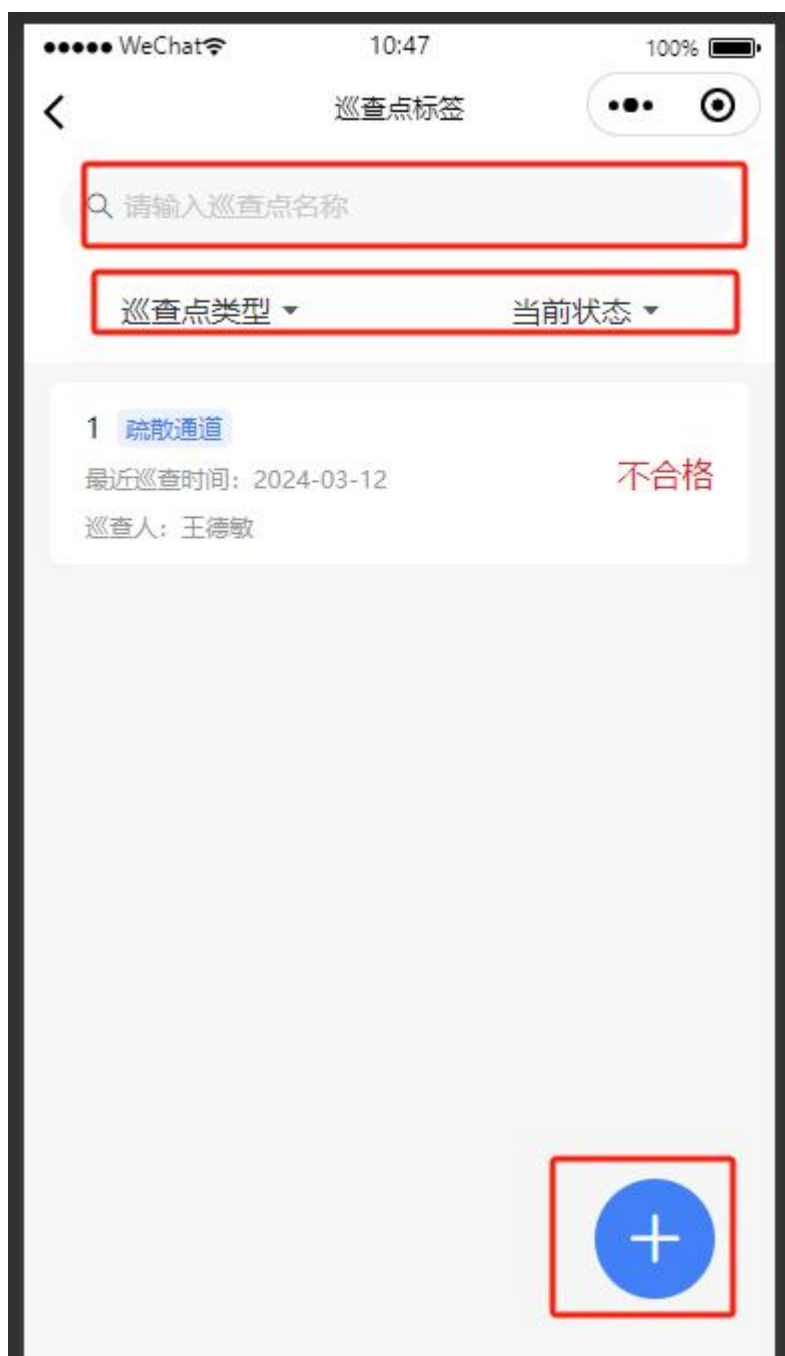 WeChat 10:47 100%
巡查点标签
请输入巡查点名称
巡查点类型 当前状态
1 疏散通道
最近巡查时间：2024-03-12 不合格
巡查人：王德敏